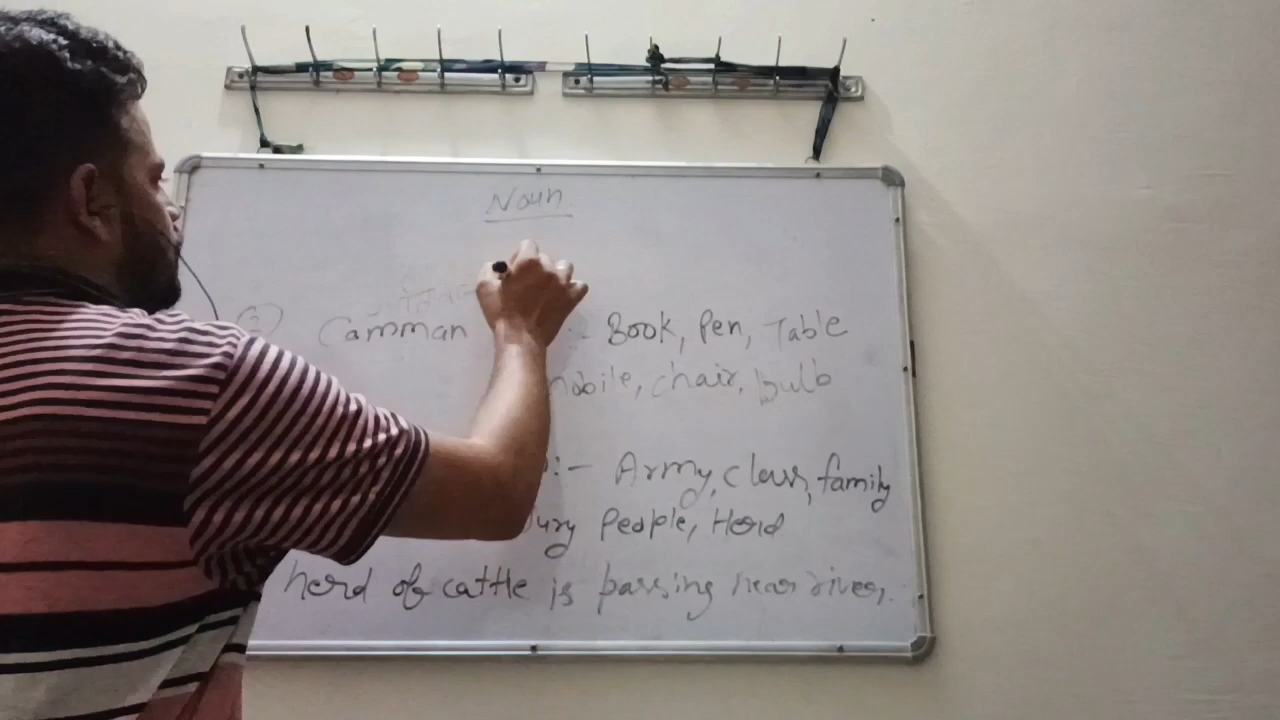 Noun
② Camman :- Book, Pen, Table
mobile, chair, bulb
:- Army, class, family
Jury People, Herd
herd of cattle is passing near river.